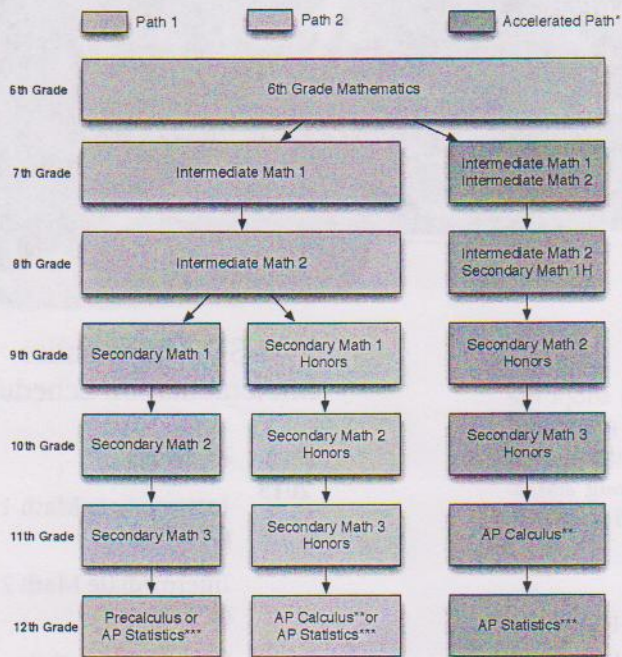 Path 1 Path 2 Accelerated Path*
6th Grade 6th Grade Mathematics
7th Grade Intermediate Math 1 Intermediate Math 1
Intermediate Math 2
8th Grade Intermediate Math 2 Intermediate Math 2
Secondary Math 1H
9th Grade Secondary Math 1 Secondary Math 1
Honors Secondary Math 2
Honors
10th Grade Secondary Math 2 Secondary Math 2
Honors Secondary Math 3
Honors
11th Grade Secondary Math 3 Secondary Math 3
Honors AP Calculus**
12th Grade Precalculus or
AP Statistics*** AP Calculus**or
AP Statistics*** AP Statistics***